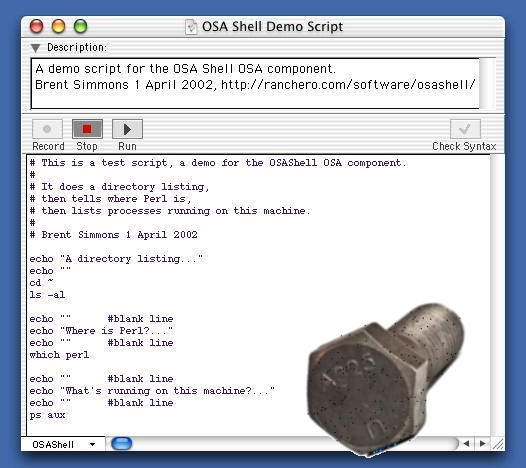 OSA Shell Demo Script
Description:
A demo script for the OSA Shell OSA component.
Brent Simmons 1 April 2002, http://ranchero.com/software/osashell/
Record Stop Run Check Syntax
# This is a test script, a demo for the OSAShell OSA component.
#
# It does a directory listing,
# then tells where Perl is,
# then lists processes running on this machine.
#
# Brent Simmons 1 April 2002
echo "A directory listing..."
echo ""
cd ~
ls -al
echo "" #blank line
echo "Where is Perl?..."
echo "" #blank line
which perl
echo "" #blank line
echo "What's running on this machine?..."
echo "" #blank line
ps aux
OSAShell